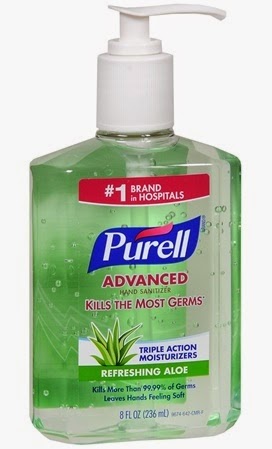 #1 BRAND
in HOSPITALS
Purell
ADVANCED
HAND SANITIZER
KILLS THE MOST GERMS*
TRIPLE ACTION
MOISTURIZERS
REFRESHING ALOE
Kills More Than 99.99% of Germs
Leaves Hands Feeling Soft
8 FL OZ (236 mL)